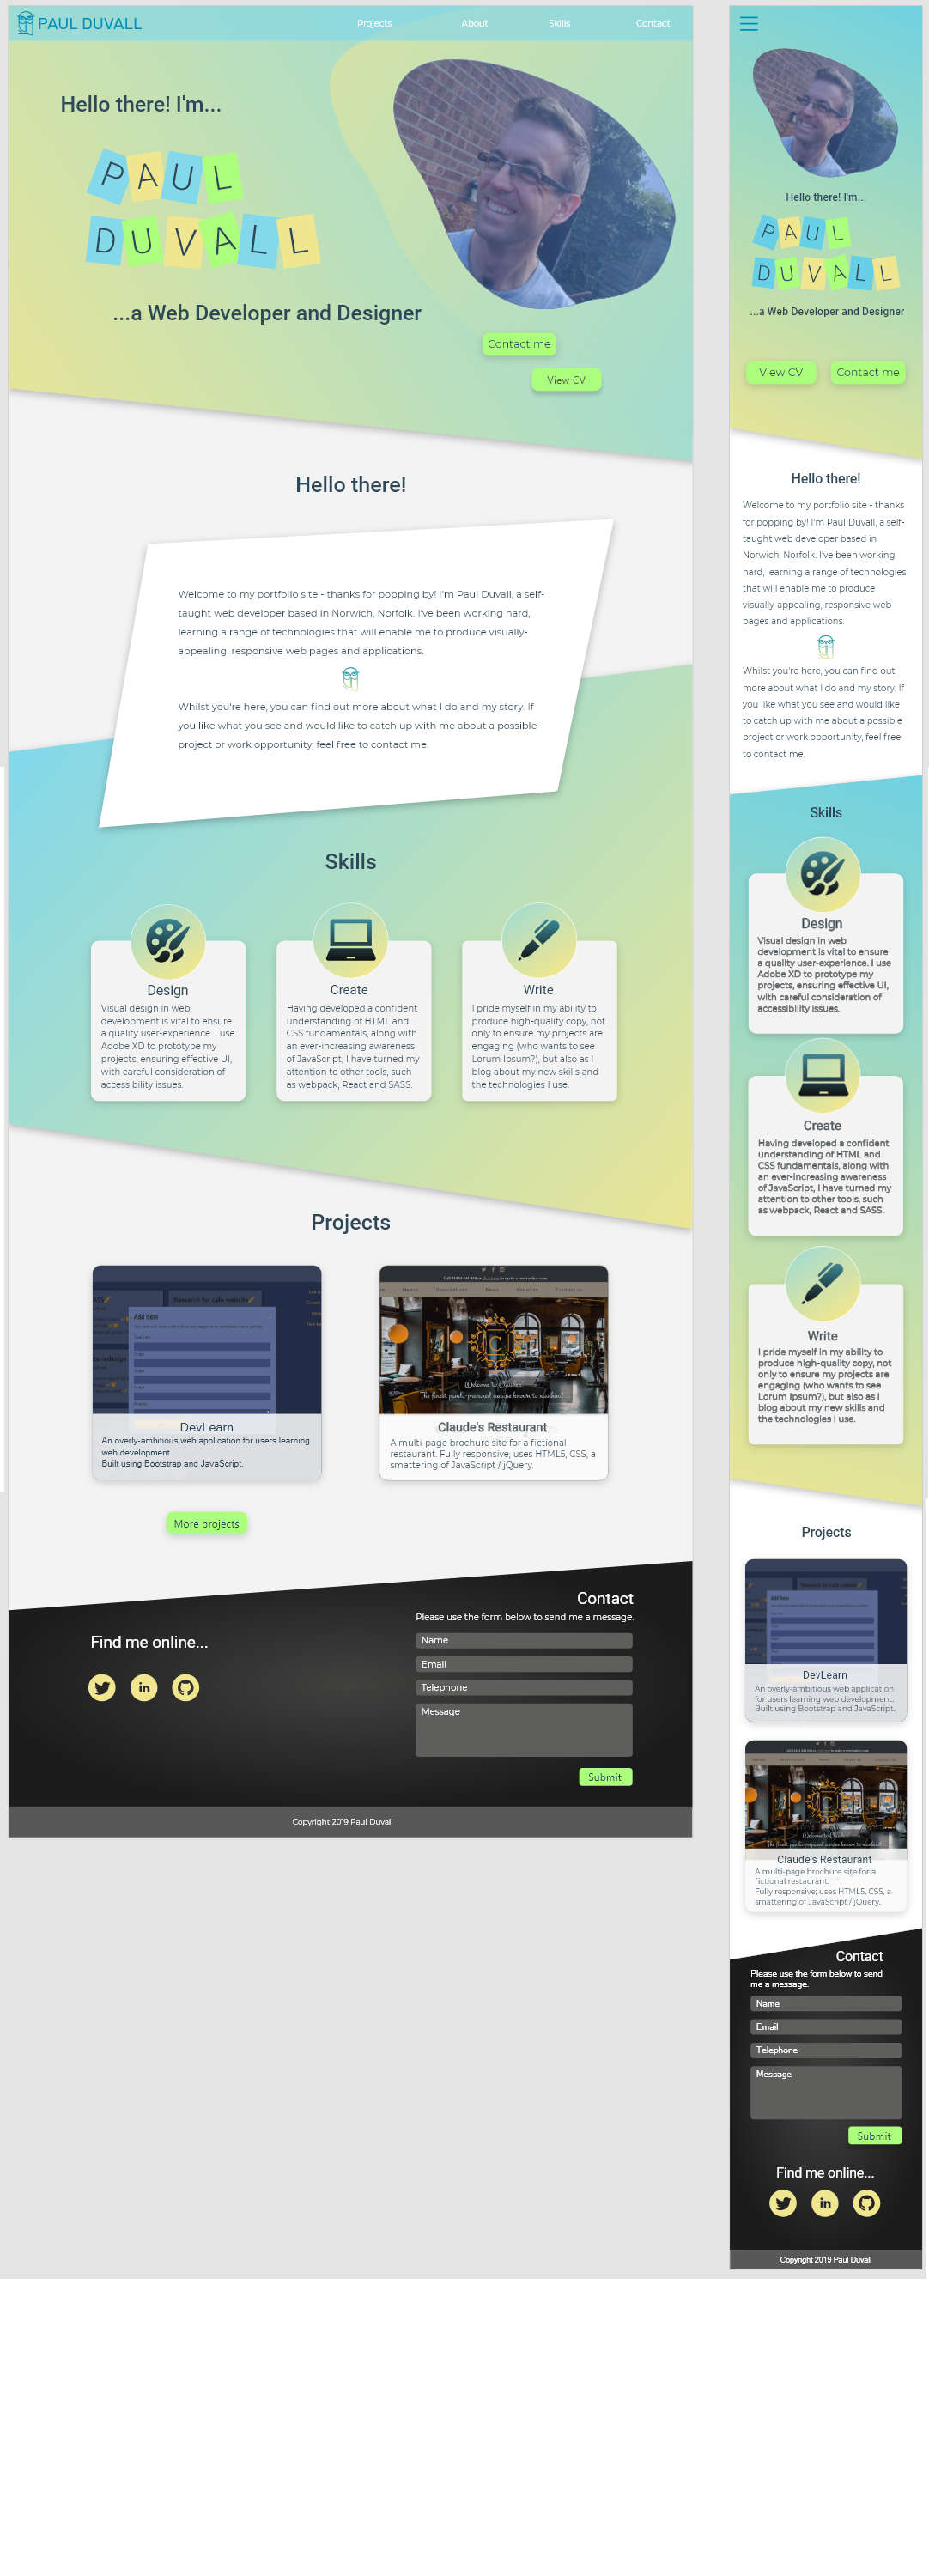 PAUL DUVALL
Projects About Skills Contact
Hello there! I'm...
PAUL
DUVALL
...a Web Developer and Designer
Contact me
View CV
Hello there!
Welcome to my portfolio site - thanks for popping by! I'm Paul Duvall, a self-
taught web developer based in Norwich, Norfolk. I've been working hard,
learning a range of technologies that will enable me to produce visually-
appealing, responsive web pages and applications.
Whilst you're here, you can find out more about what I do and my story. If
you like what you see and would like to catch up with me about a possible
project or work opportunity, feel free to contact me.
Skills
Design
Visual design in web
development is vital to ensure
a quality user-experience. I use
Adobe XD to prototype my
projects, ensuring effective UI,
with careful consideration of
accessibility issues.
Create
Having developed a confident
understanding of HTML and
CSS fundamentals, along with
an ever-increasing awareness
of JavaScript, I have turned my
attention to other tools, such
as webpack, React and SASS.
Write
I pride myself in my ability to
produce high-quality copy, not
only to ensure my projects are
engaging (who wants to see
Lorum Ipsum?), but also as I
blog about my new skills and
the technologies I use.
Projects
Add item
DevLearn
An overly-ambitious web application for users learning
web development.
Built using Bootstrap and JavaScript.
Welcome to Claude's
The finest pond-prepared cuisine known to mankind
Claude's Restaurant
A multi-page brochure site for a fictional
restaurant. Fully responsive, uses HTML5, CSS, a
smattering of JavaScript / jQuery.
More projects
Find me online...
Contact
Please use the form below to send me a message.
Name
Email
Telephone
Message
Submit
Copyright 2019 Paul Duvall
Hello there! I'm...
PAUL
DUVALL
...a Web Developer and Designer
View CV
Contact me
Hello there!
Welcome to my portfolio site - thanks
for popping by! I'm Paul Duvall, a self-
taught web developer based in
Norwich, Norfolk. I've been working
hard, learning a range of technologies
that will enable me to produce
visually-appealing, responsive web
pages and applications.
Whilst you're here, you can find out
more about what I do and my story. If
you like what you see and would like
to catch up with me about a possible
project or work opportunity, feel free
to contact me.
Skills
Design
Visual design in web
development is vital to ensure
a quality user-experience. I use
Adobe XD to prototype my
projects, ensuring effective UI,
with careful consideration of
accessibility issues.
Create
Having developed a confident
understanding of HTML and
CSS fundamentals, along with
an ever-increasing awareness
of JavaScript, I have turned my
attention to other tools, such
as webpack, React and SASS.
Write
I pride myself in my ability to
produce high-quality copy, not
only to ensure my projects are
engaging (who wants to see
Lorum Ipsum?), but also as I
blog about my new skills and
the technologies I use.
Projects
Add item
DevLearn
An overly-ambitious web application
for users learning web development.
Built using Bootstrap and JavaScript.
Claude's Restaurant
A multi-page brochure site for a
fictional restaurant.
Fully responsive; uses HTML5, CSS, a
smattering of JavaScript / jQuery.
Contact
Please use the form below to send
me a message.
Name
Email
Telephone
Message
Submit
Find me online...
Copyright 2019 Paul Duvall